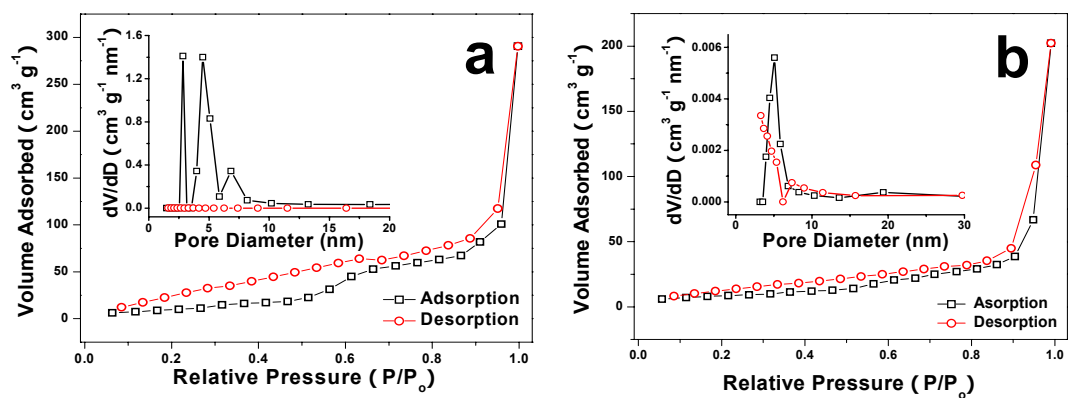 a
Volume Adsorbed ( cm³ g⁻¹)
300
250
200
150
100
50
0
0.0 0.2 0.4 0.6 0.8 1.0
Relative Pressure ( P/Pₒ)
Adsorption
Desorption
dV/dD ( cm³ g⁻¹ nm⁻¹)
1.6
1.2
0.8
0.4
0.0
0 5 10 15 20
Pore Diameter (nm)
b
Volume Adsorbed ( cm³ g⁻¹)
200
150
100
50
0
0.0 0.2 0.4 0.6 0.8 1.0
Relative Pressure ( P/Pₒ)
Asorption
Desorption
dV/dD ( cm³ g⁻¹ nm⁻¹)
0.006
0.004
0.002
0.000
0 10 20 30
Pore Diameter (nm)